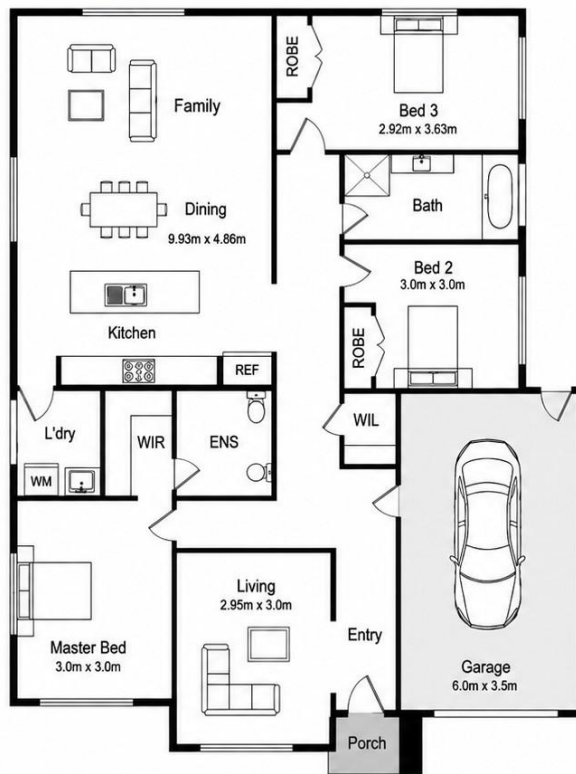 ROBE
Bed 3
2.92m x 3.63m
Family
Dining
9.93m x 4.86m
Bath
Bed 2
3.0m x 3.0m
ROBE
Kitchen
REF
L'dry
WM
WIR
ENS
WIL
Living
2.95m x 3.0m
Master Bed
3.0m x 3.0m
Entry
Garage
6.0m x 3.5m
Porch